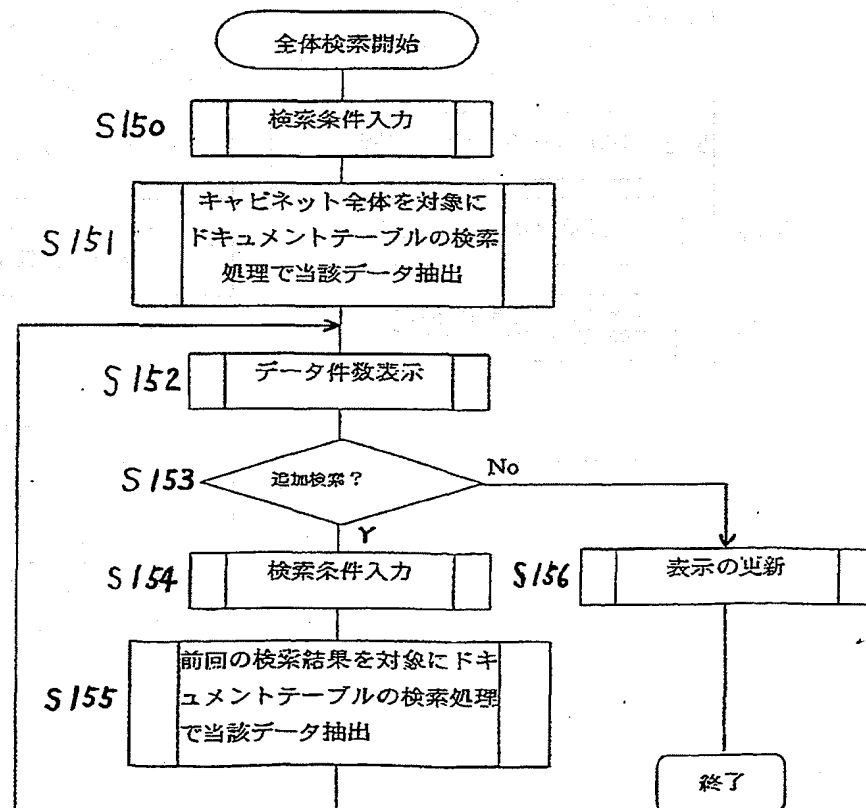 全体検索開始
S150
検索条件入力
S151
キャビネット全体を対象に
ドキュメントテーブルの検索
処理で当該データ抽出
S152
データ件数表示
S153
追加検索？
No
Y
S154
検索条件入力
S156
表示の更新
S155
前回の検索結果を対象にドキ
ュメントテーブルの検索処理
で当該データ抽出
終了